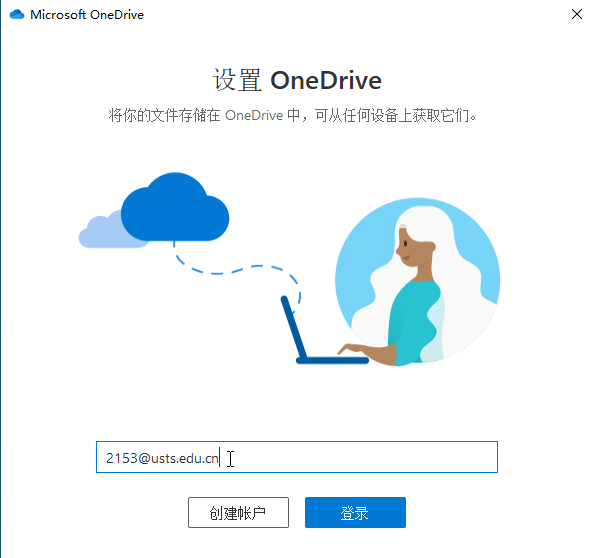 Microsoft OneDrive
设置 OneDrive
将你的文件存储在 OneDrive 中，可从任何设备上获取它们。
2153@usts.edu.cn
创建帐户
登录